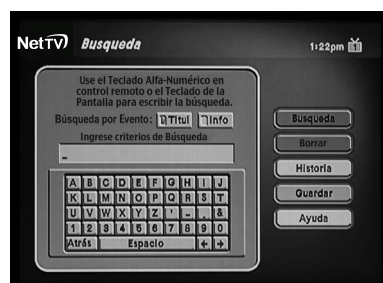 NetTV Busqueda 1:22pm
Use el Teclado Alfa-Numérico en
control remoto o el Teclado de la
Pantalla para escribir la búsqueda.
Búsqueda por Evento: Titul Info
Ingrese criterios de Búsqueda
_
A B C D E F G H I J
K L M N O P Q R S T
U V W X Y Z ' - . &
1 2 3 4 5 6 7 8 9 0
Atrás Espacio ← →
Busqueda
Borrar
Historia
Guardar
Ayuda